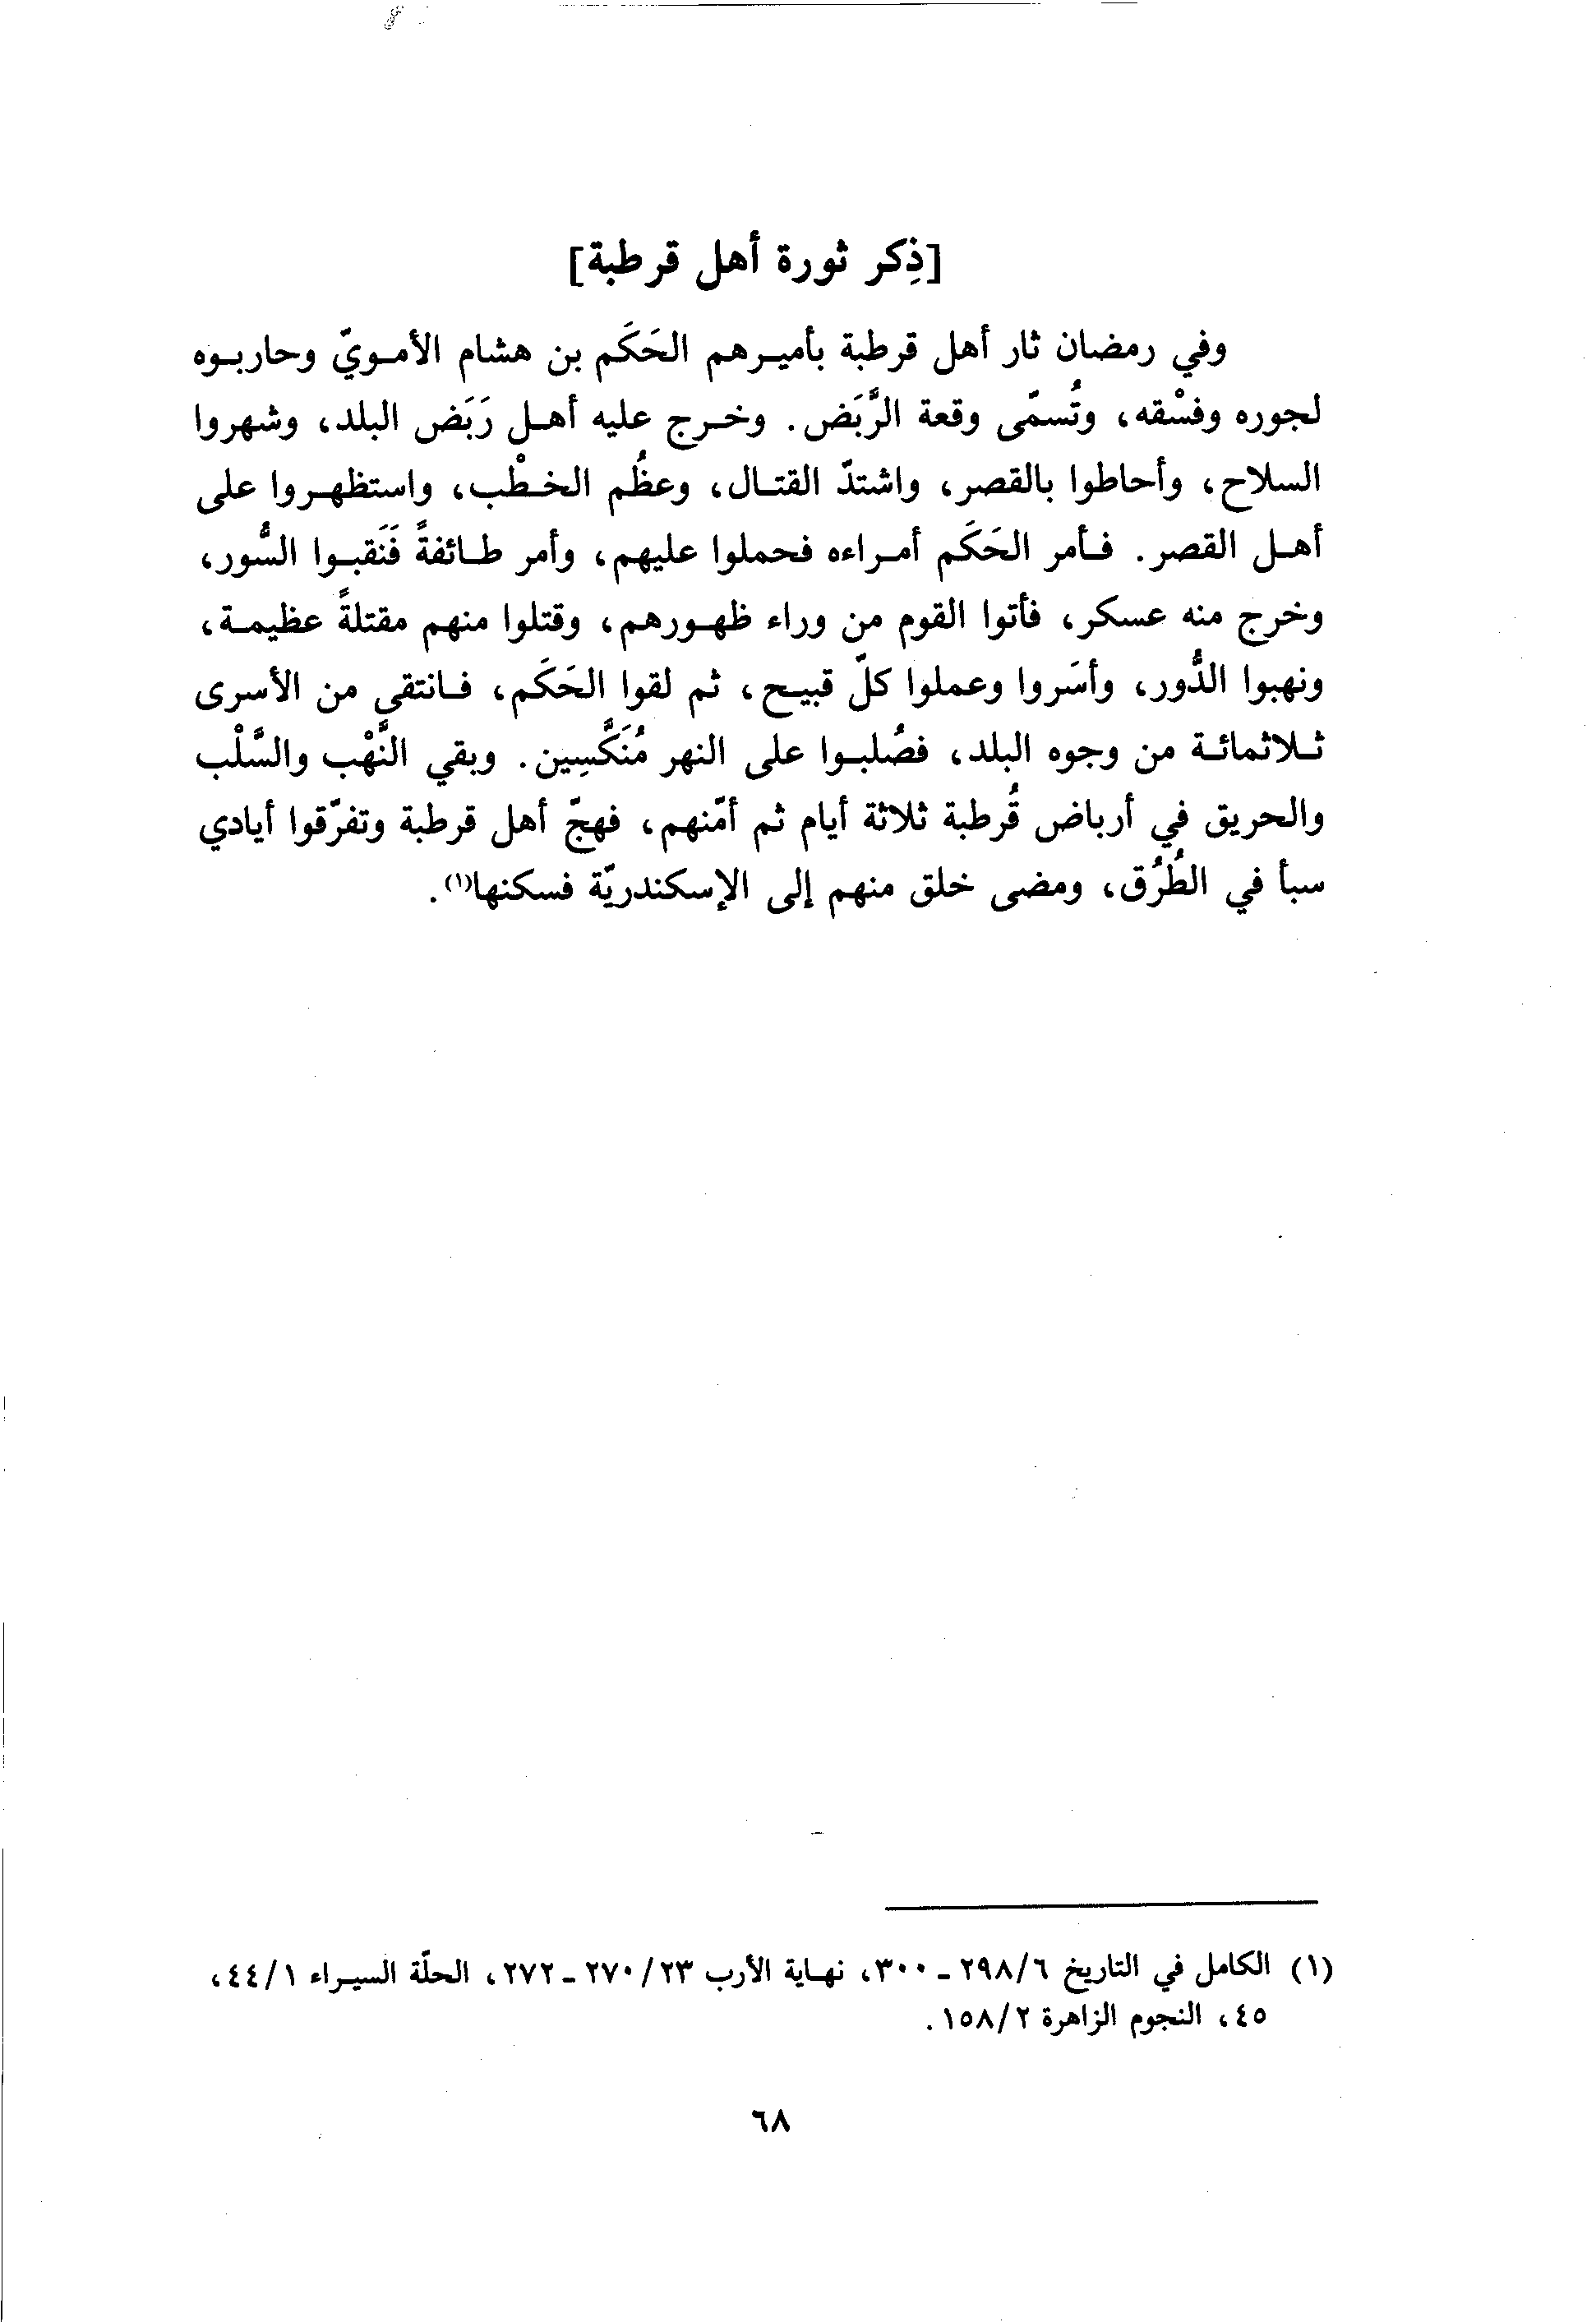 [ذِكر ثورة أهل قرطبة]
وفي رمضان ثار أهل قرطبة بأميرهم الحَكَم بن هشام الأمويّ وحاربوه
لجوره وفسْقه، وتُسمّى وقعة الرَّبَض. وخرج عليه أهل رَبَض البلد، وشهروا
السلاح، وأحاطوا بالقصر، واشتدّ القتال، وعظُم الخطْب، واستظهروا على
أهل القصر. فأمر الحَكَم أمراءه فحملوا عليهم، وأمر طائفةً فَنَقبوا السُّور،
وخرج منه عسكر، فأتوا القوم من وراء ظهورهم، وقتلوا منهم مقتلةً عظيمة،
ونهبوا الدُّور، وأسَروا وعملوا كلّ قبيح، ثم لقوا الحَكَم، فانتقى من الأسرى
ثلاثمائة من وجوه البلد، فصُلبوا على النهر مُنَكَّسِين. وبقي النَّهْب والسَّلْب
والحريق في أرباض قُرطبة ثلاثة أيام ثم أمّنهم، فهجّ أهل قرطبة وتفرّقوا أيادي
سبأ في الطُرُق، ومضى خلق منهم إلى الإسكندريّة فسكنها(١).
(١) الكامل في التاريخ ٢٩٨/٦ - ٣٠٠، نهاية الأرب ٢٧٠/٢٣ - ٢٧٢، الحلّة السيراء ٤٤/١،
٤٥، النجوم الزاهرة ١٥٨/٢.
٦٨